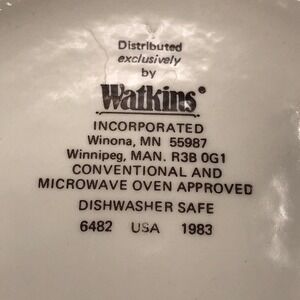 Distributed
exclusively
by
Watkins®
INCORPORATED
Winona, MN 55987
Winnipeg, MAN. R3B 0G1
CONVENTIONAL AND
MICROWAVE OVEN APPROVED
DISHWASHER SAFE
6482 USA 1983